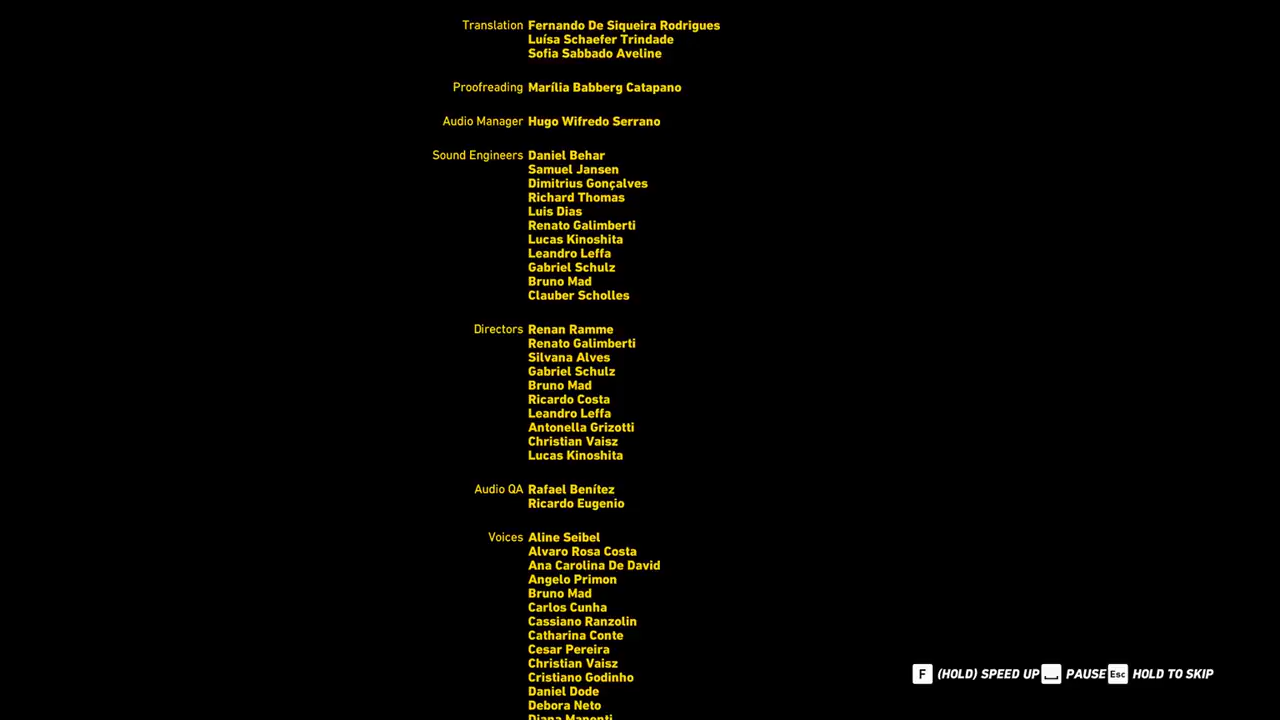 Translation Fernando De Siqueira Rodrigues
Luísa Schaefer Trindade
Sofia Sabbado Aveline
Proofreading Marília Babberg Catapano
Audio Manager Hugo Wifredo Serrano
Sound Engineers Daniel Behar
Samuel Jansen
Dimitrius Gonçalves
Richard Thomas
Luis Dias
Renato Galimberti
Lucas Kinoshita
Leandro Leffa
Gabriel Schulz
Bruno Mad
Clauber Scholles
Directors Renan Ramme
Renato Galimberti
Silvana Alves
Gabriel Schulz
Bruno Mad
Ricardo Costa
Leandro Leffa
Antonella Grizotti
Christian Vaisz
Lucas Kinoshita
Audio QA Rafael Benítez
Ricardo Eugenio
Voices Aline Seibel
Alvaro Rosa Costa
Ana Carolina De David
Angelo Primon
Bruno Mad
Carlos Cunha
Cassiano Ranzolin
Catharina Conte
Cesar Pereira
Christian Vaisz
Cristiano Godinho
Daniel Dode
Debora Neto
Diana Manenti
F (HOLD) SPEED UP PAUSE Esc HOLD TO SKIP